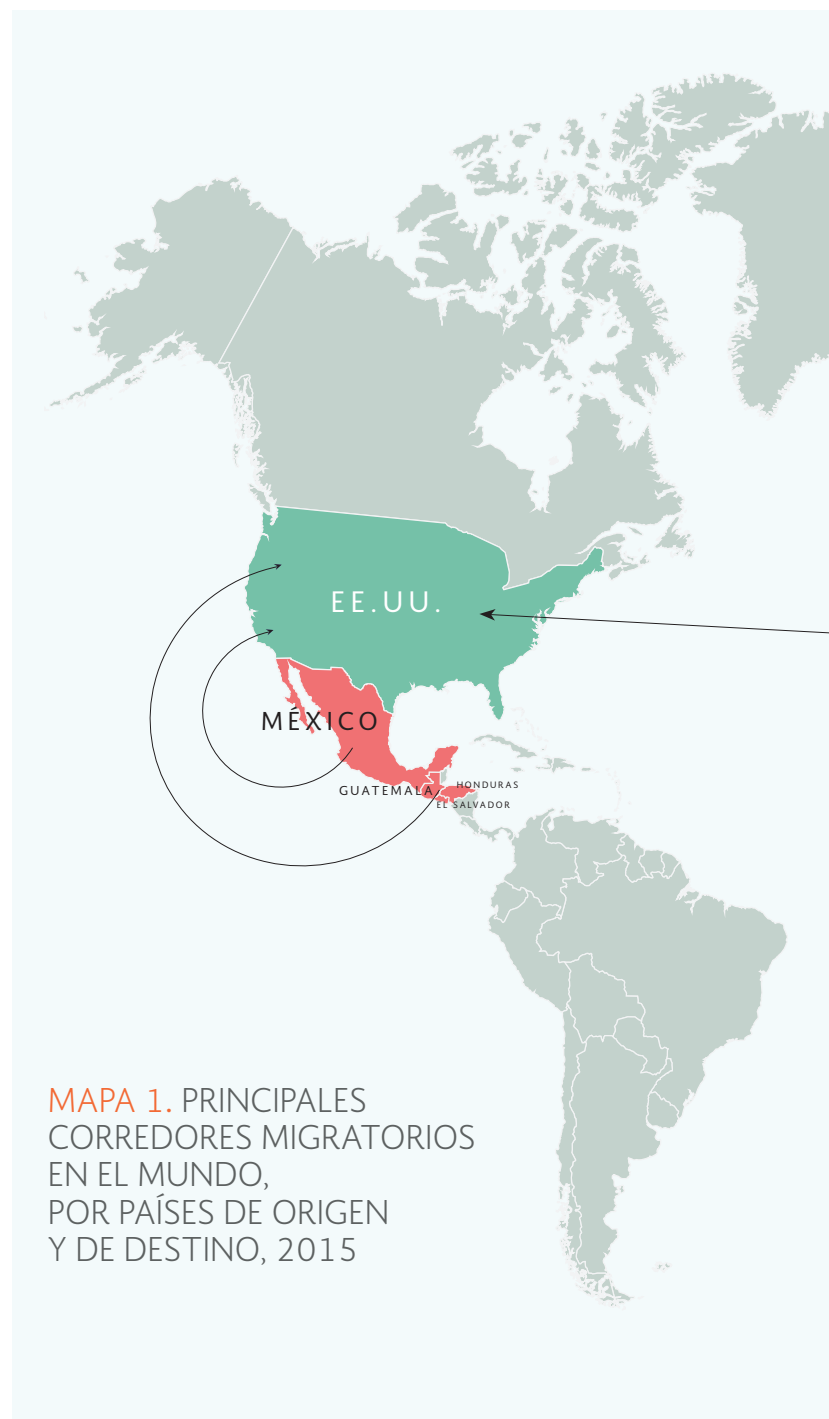 EE.UU.
MÉXICO
GUATEMALA
HONDURAS
EL SALVADOR
MAPA 1. PRINCIPALES
CORREDORES MIGRATORIOS
EN EL MUNDO,
POR PAÍSES DE ORIGEN
Y DE DESTINO, 2015